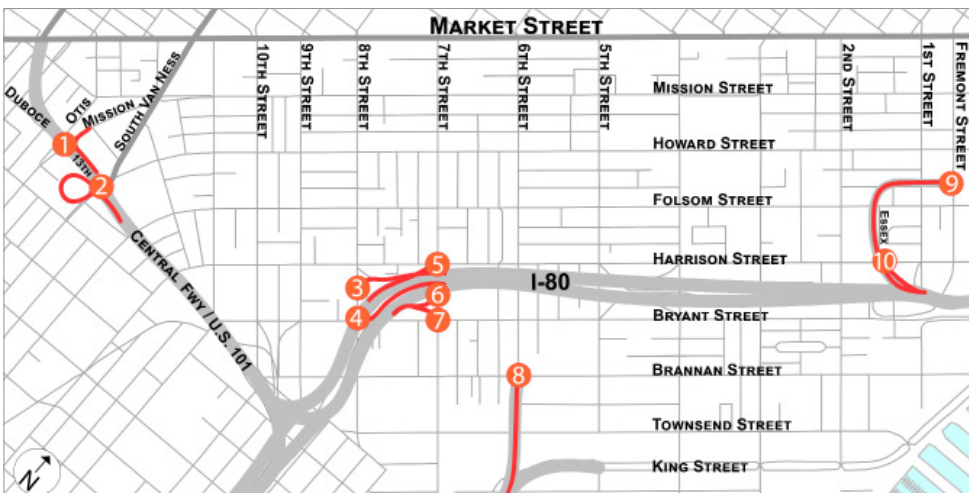 MARKET STREET
DUBOCE
OTIS
MISSION
SOUTH VAN NESS
13TH
10TH STREET
9TH STREET
8TH STREET
7TH STREET
6TH STREET
5TH STREET
2ND STREET
1ST STREET
FREMONT STREET
MISSION STREET
HOWARD STREET
FOLSOM STREET
ESSEX
HARRISON STREET
I-80
BRYANT STREET
BRANNAN STREET
TOWNSEND STREET
KING STREET
CENTRAL FWY / U.S. 101
1
2
3
4
5
6
7
8
9
10
N